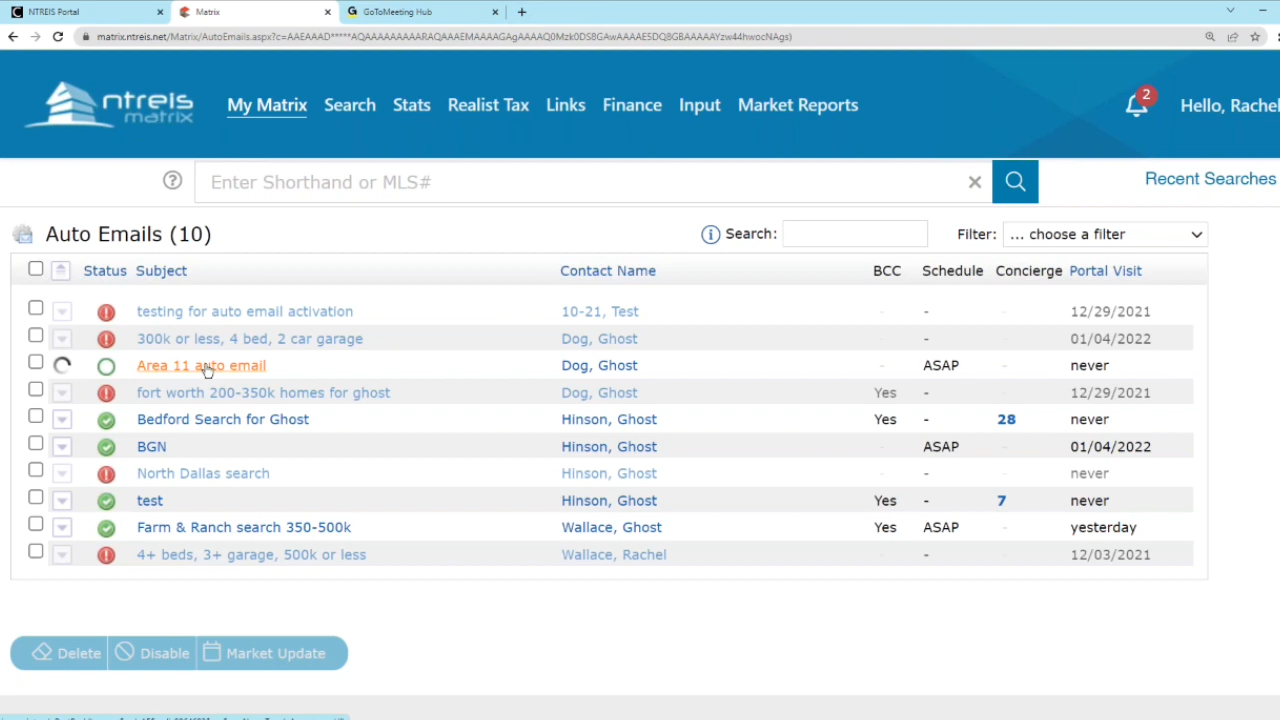 NTREIS Portal
Matrix
GoToMeeting Hub
ntreis
matrix
My Matrix Search Stats Realist Tax Links Finance Input Market Reports
2
Hello, Rachel
Enter Shorthand or MLS#
Recent Searches
Auto Emails (10)
Search:
Filter: ... choose a filter
Status Subject Contact Name BCC Schedule Concierge Portal Visit
testing for auto email activation 10-21, Test - - - 12/29/2021
300k or less, 4 bed, 2 car garage Dog, Ghost - - - 01/04/2022
Area 11 auto email Dog, Ghost - ASAP - never
fort worth 200-350k homes for ghost Dog, Ghost Yes - - 12/29/2021
Bedford Search for Ghost Hinson, Ghost Yes - 28 never
BGN Hinson, Ghost - ASAP - 01/04/2022
North Dallas search Hinson, Ghost - - - never
test Hinson, Ghost Yes - 7 never
Farm & Ranch search 350-500k Wallace, Ghost Yes ASAP - yesterday
4+ beds, 3+ garage, 500k or less Wallace, Rachel - - - 12/03/2021
Delete Disable Market Update